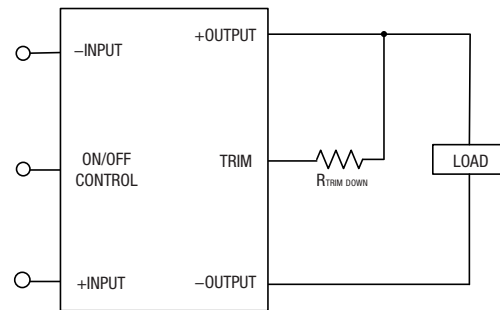 –INPUT
+OUTPUT
ON/OFF
CONTROL
TRIM
LOAD
RTRIM DOWN
+INPUT
–OUTPUT